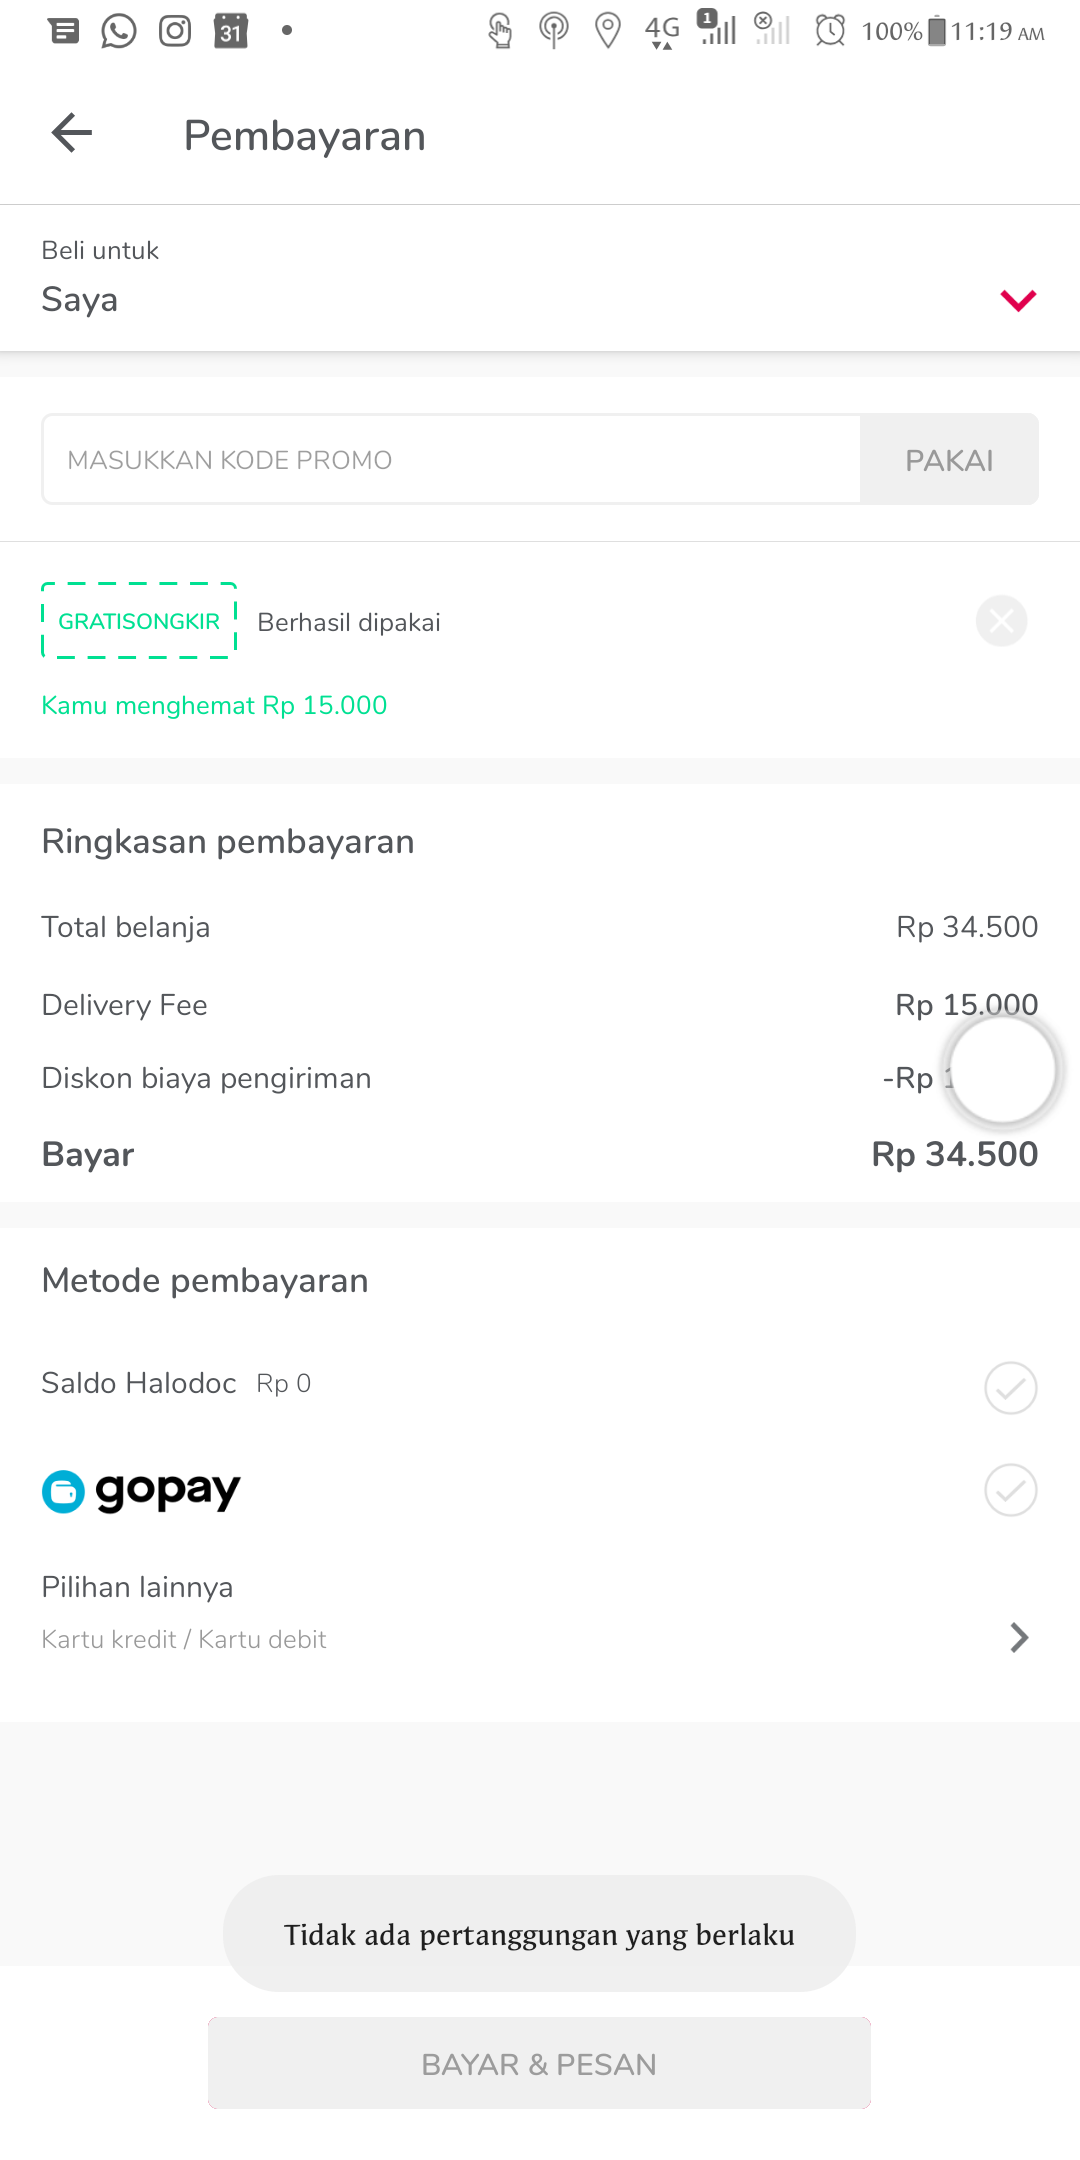 31
4G
1
100%
11:19 AM
Pembayaran
Beli untuk
Saya
MASUKKAN KODE PROMO
PAKAI
GRATISONGKIR Berhasil dipakai
Kamu menghemat Rp 15.000
Ringkasan pembayaran
Total belanja Rp 34.500
Delivery Fee Rp 15.000
Diskon biaya pengiriman -Rp
Bayar Rp 34.500
Metode pembayaran
Saldo Halodoc Rp 0
gopay
Pilihan lainnya
Kartu kredit / Kartu debit
Tidak ada pertanggungan yang berlaku
BAYAR & PESAN